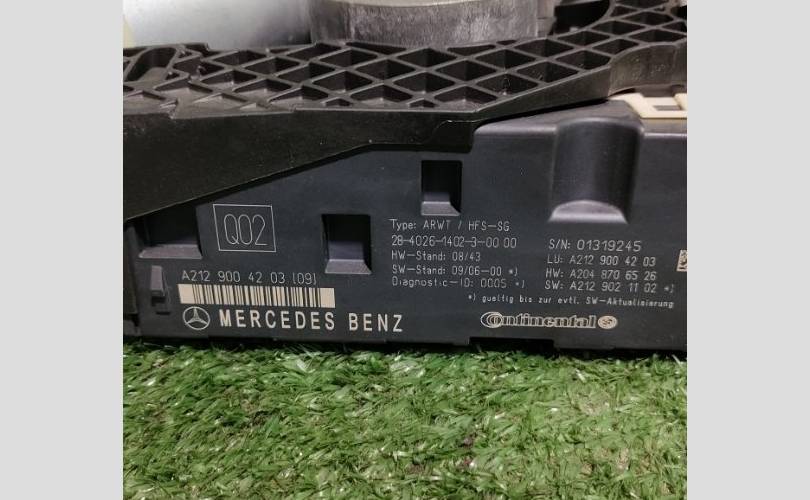 Q02
A212 900 42 03 (09)
MERCEDES BENZ
Type: ARWT / HFS-SG
28-4026-1402-3-00 00
HW-Stand: 08/43
SW-Stand: 09/06-00 *)
Diagnostic-ID: 0005 *)
S/N: 01319245
LU: A212 900 42 03
HW: A204 870 65 26
SW: A212 902 11 02 *)
*) gueltig bis zur evtl. SW-Aktualisierung
Continental